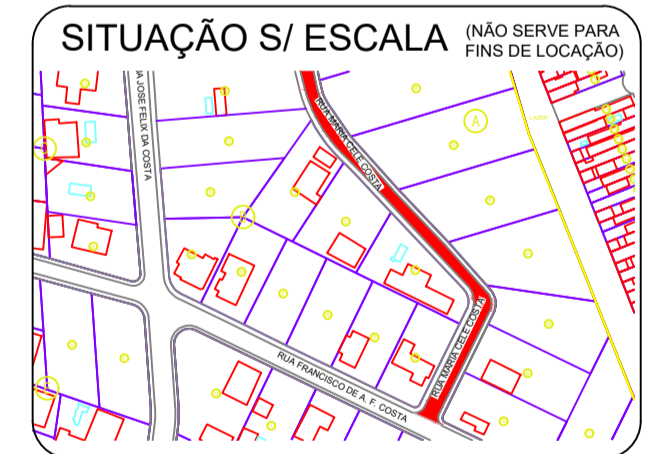 SITUAÇÃO S/ ESCALA
(NÃO SERVE PARA
FINS DE LOCAÇÃO)
A JOSE FELIX DA COSTA
RUA MARIA CELE COSTA
A
RUA MARIA CELE COSTA
RUA FRANCISCO DE A. F. COSTA